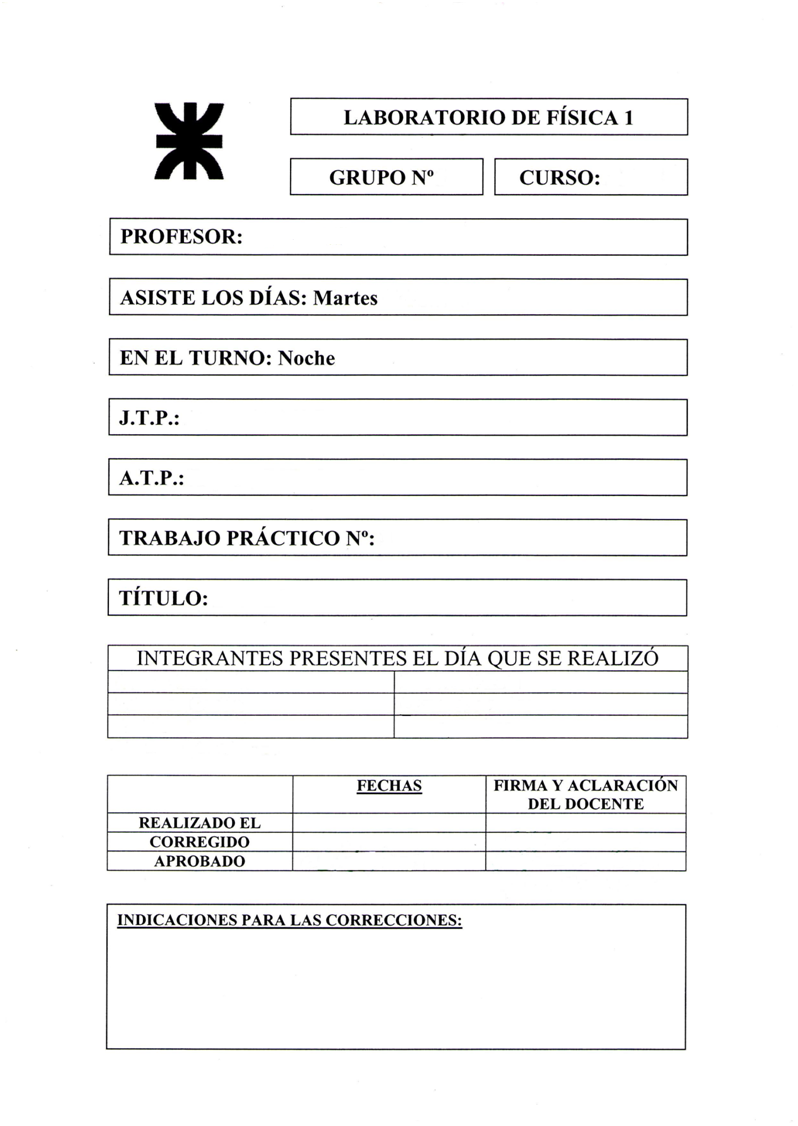 LABORATORIO DE FÍSICA 1
GRUPO Nº
CURSO:
PROFESOR:
ASISTE LOS DÍAS: Martes
EN EL TURNO: Noche
J.T.P.:
A.T.P.:
TRABAJO PRÁCTICO Nº:
TÍTULO:
INTEGRANTES PRESENTES EL DÍA QUE SE REALIZÓ
FECHAS
FIRMA Y ACLARACIÓN
DEL DOCENTE
REALIZADO EL
CORREGIDO
APROBADO
INDICACIONES PARA LAS CORRECCIONES: